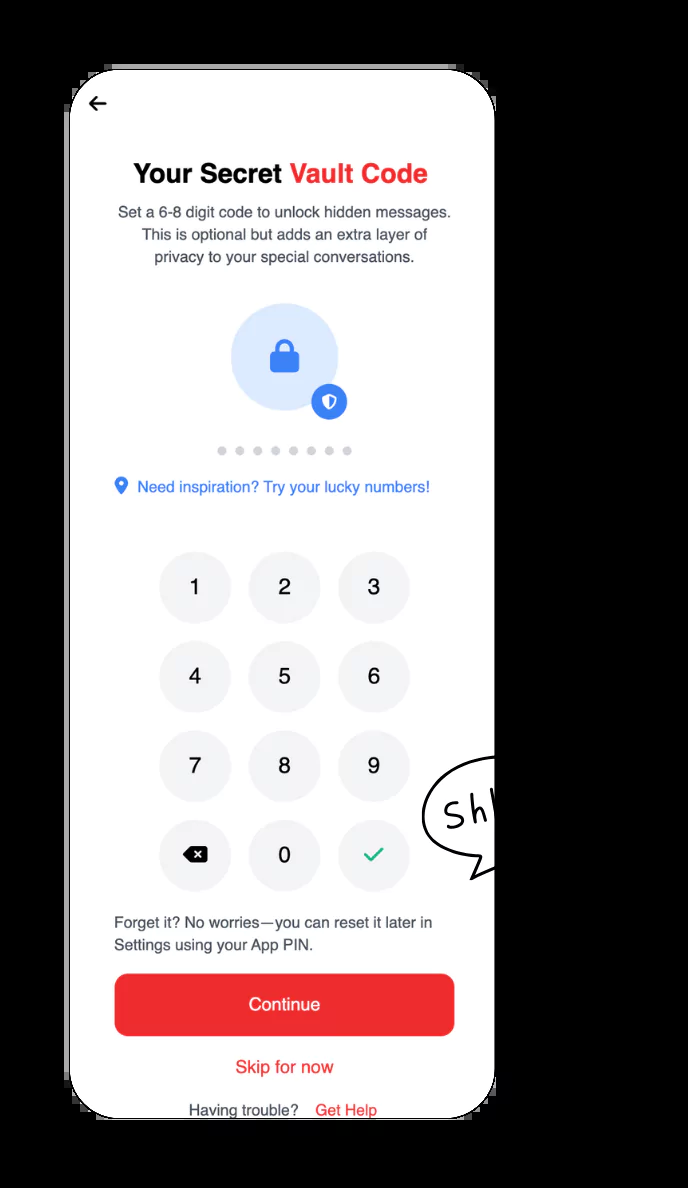 Your Secret Vault Code
Set a 6-8 digit code to unlock hidden messages.
This is optional but adds an extra layer of
privacy to your special conversations.
Need inspiration? Try your lucky numbers!
1 2 3
4 5 6
7 8 9
Sh
0
Forget it? No worries—you can reset it later in
Settings using your App PIN.
Continue
Skip for now
Having trouble? Get Help